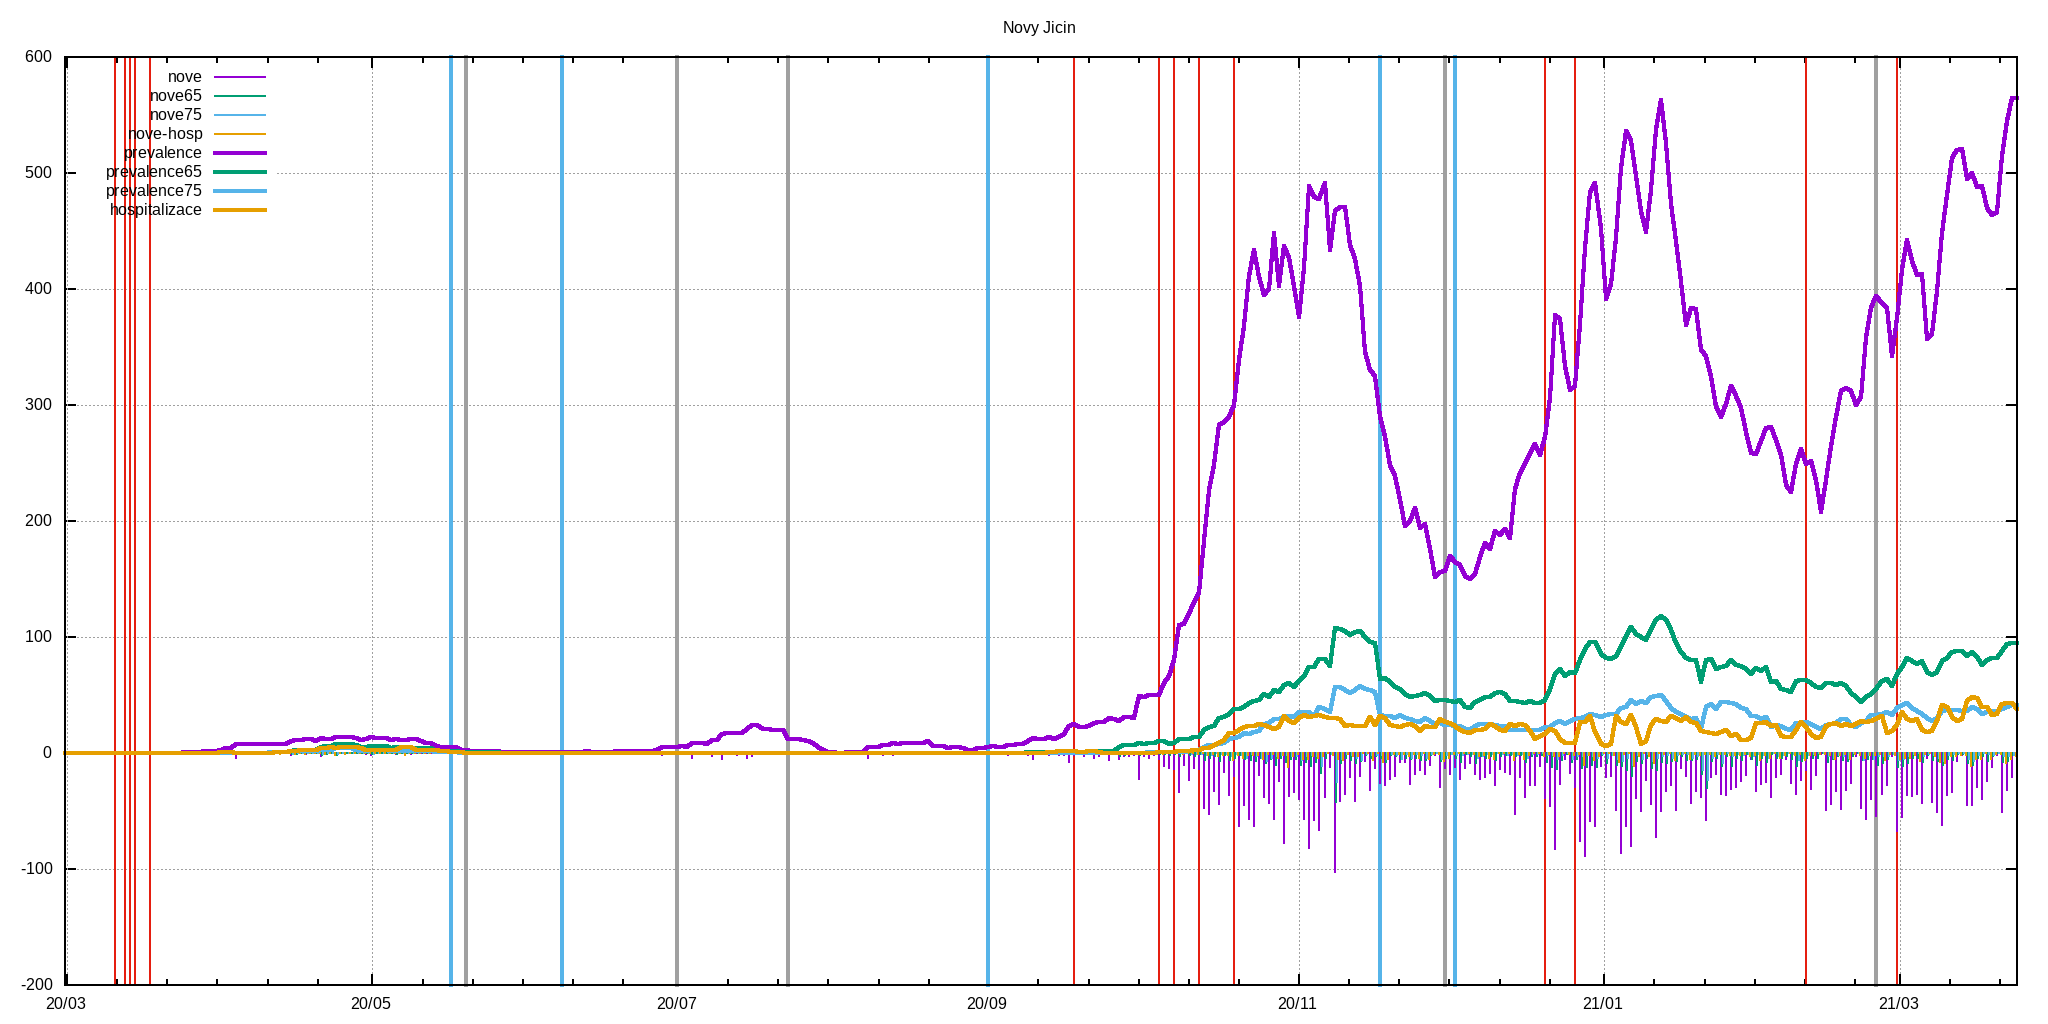 Novy Jicin
600
500
400
300
200
100
0
-100
-200
nove
nove65
nove75
nove-hosp
prevalence
prevalence65
prevalence75
hospitalizace
20/03 20/05 20/07 20/09 20/11 21/01 21/03